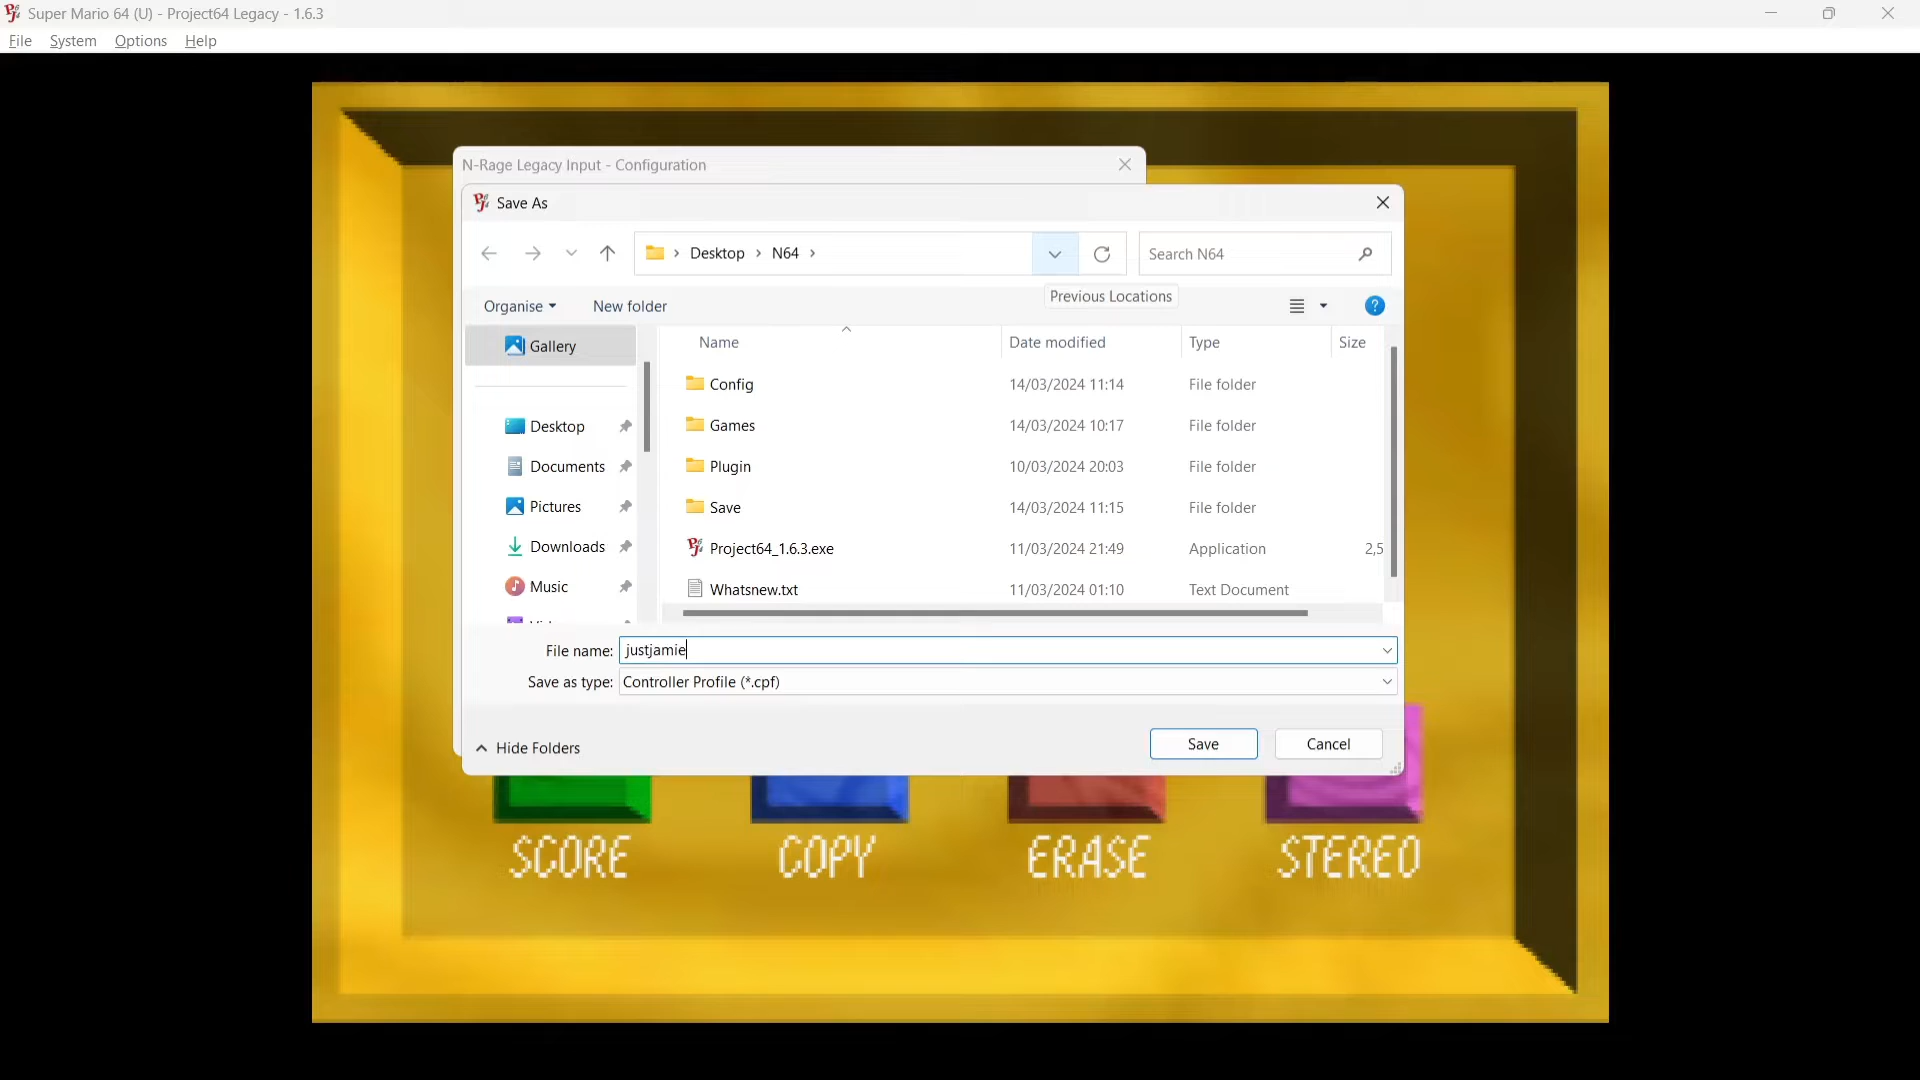 Super Mario 64 (U) - Project64 Legacy - 1.6.3
File System Options Help
N-Rage Legacy Input - Configuration
Save As
Desktop > N64 >
Search N64
Organise
New folder
Previous Locations
Gallery
Name Date modified Type Size
Config 14/03/2024 11:14 File folder
Desktop
Games 14/03/2024 10:17 File folder
Documents
Plugin 10/03/2024 20:03 File folder
Pictures
Save 14/03/2024 11:15 File folder
Downloads
Project64_1.6.3.exe 11/03/2024 21:49 Application 2,5
Music
Whatsnew.txt 11/03/2024 01:10 Text Document
File name: justjamie
Save as type: Controller Profile (*.cpf)
Hide Folders
Save
Cancel
SCORE COPY ERASE STEREO